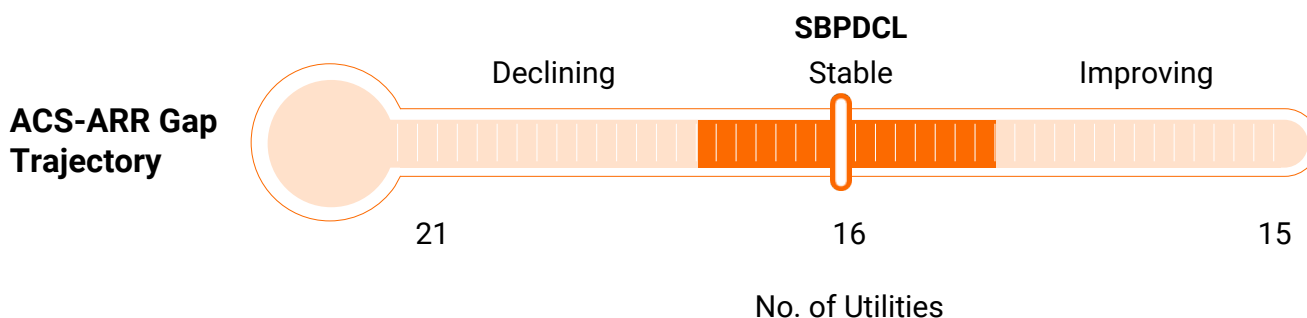 SBPDCL
Declining Stable Improving
ACS-ARR Gap
Trajectory
21 16 15
No. of Utilities